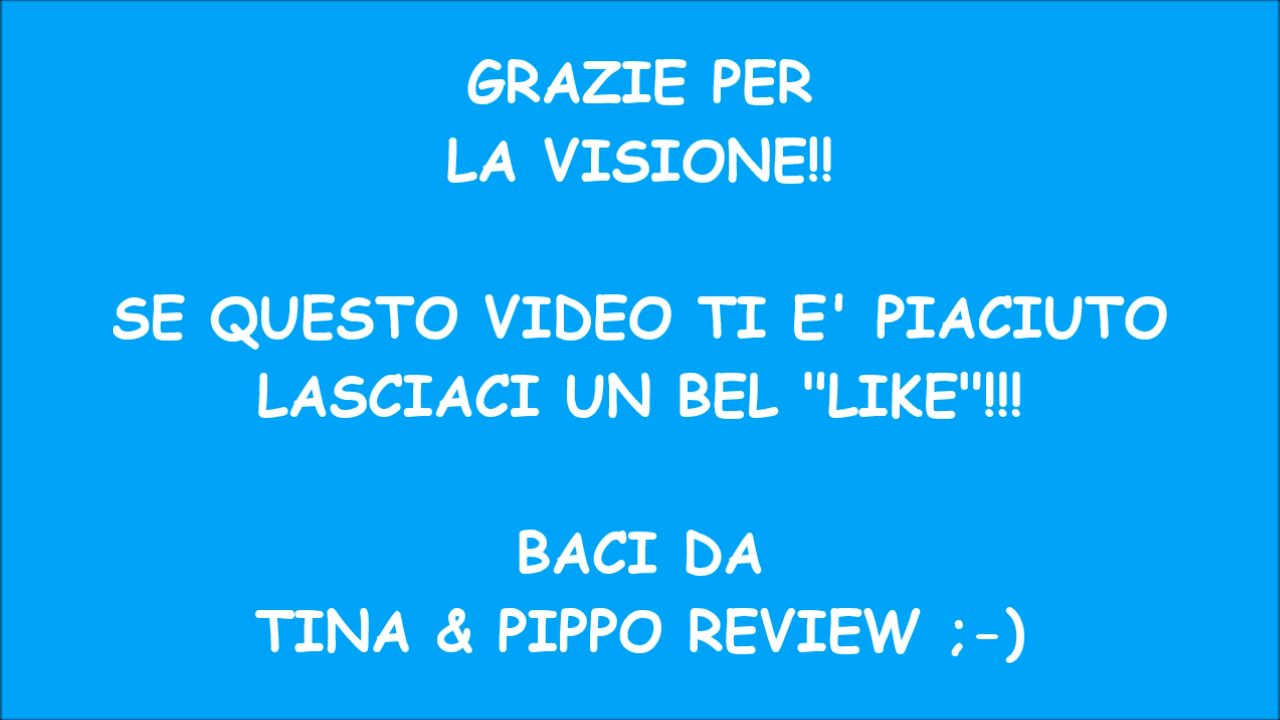 GRAZIE PER
LA VISIONE!!
SE QUESTO VIDEO TI E' PIACIUTO
LASCIACI UN BEL "LIKE"!!!
BACI DA
TINA & PIPPO REVIEW ;-)